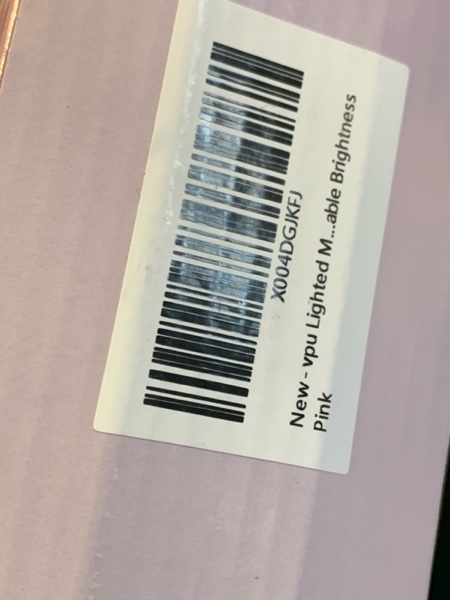 X004DGJKFJ
New - vpu Lighted M...able Brightness
Pink